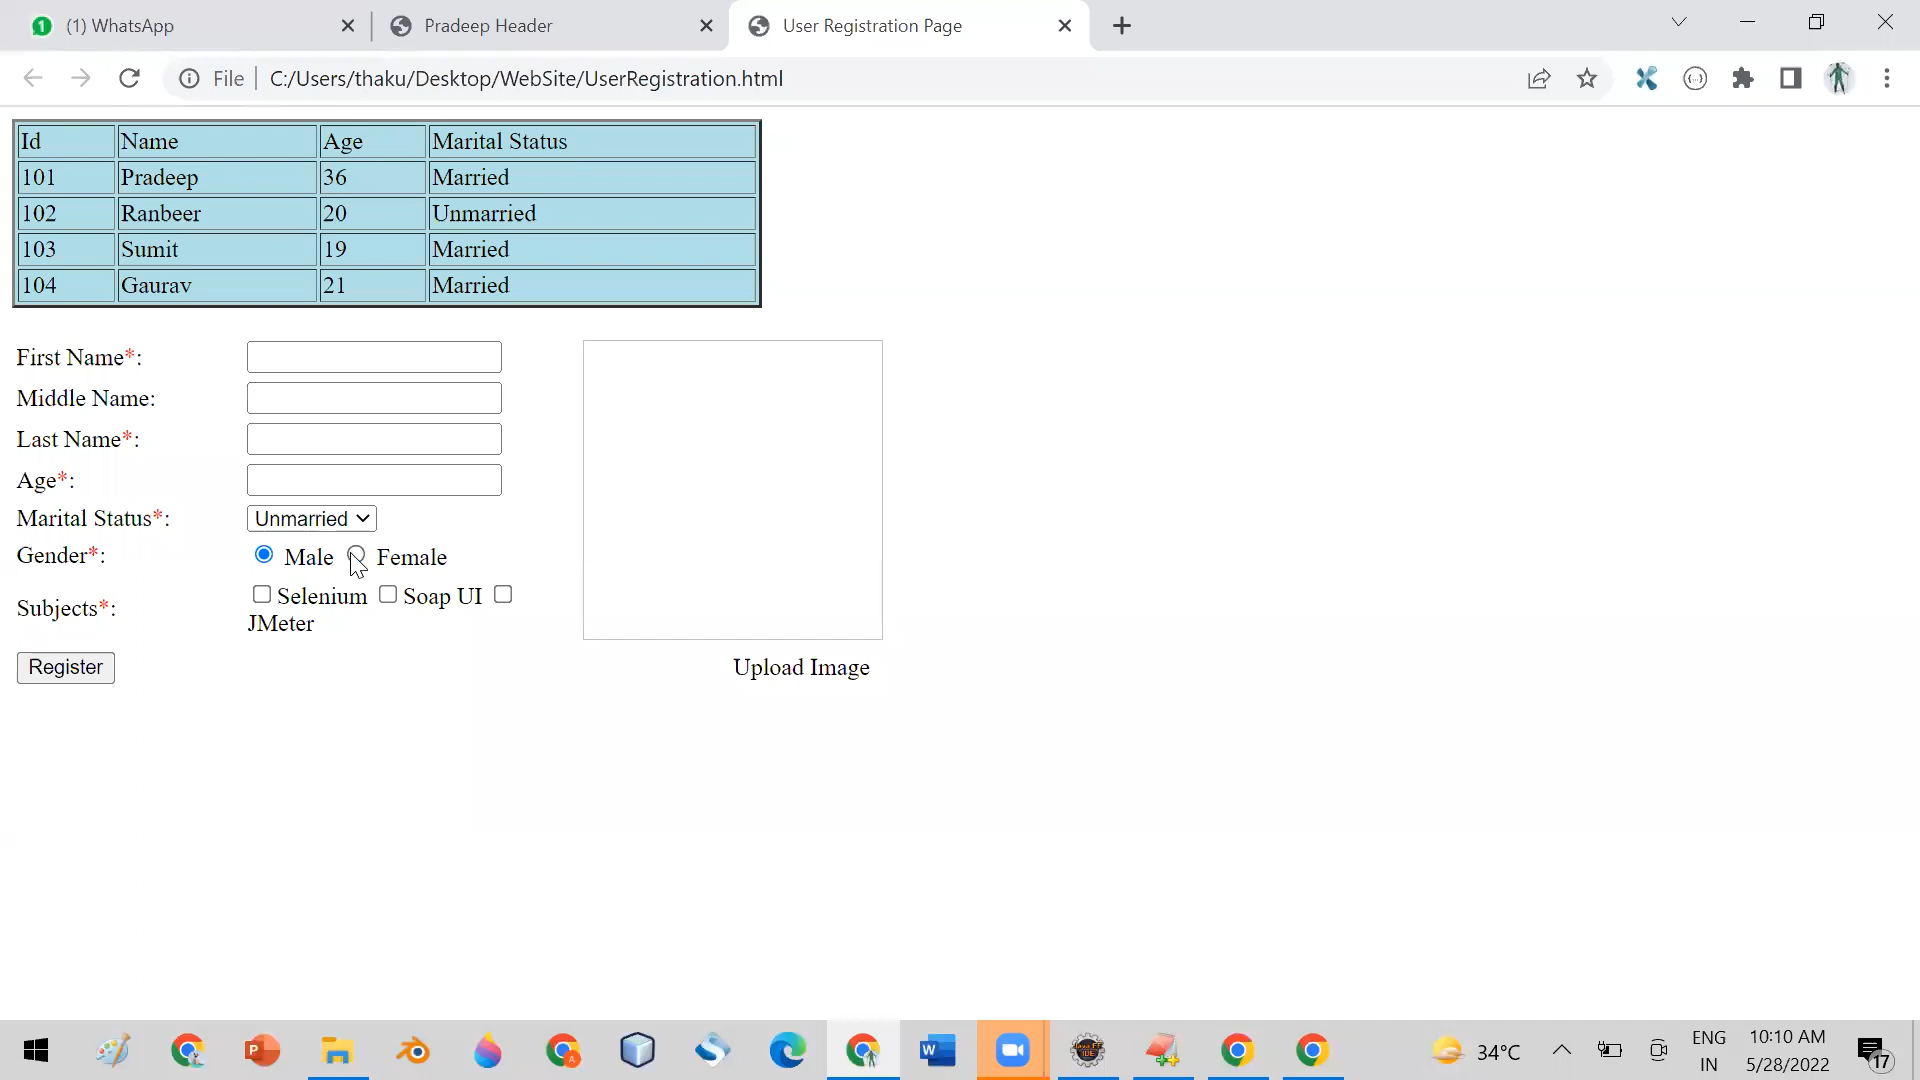 (1) WhatsApp
Pradeep Header
User Registration Page
File
C:/Users/thaku/Desktop/WebSite/UserRegistration.html
Id Name Age Marital Status
101 Pradeep 36 Married
102 Ranbeer 20 Unmarried
103 Sumit 19 Married
104 Gaurav 21 Married
First Name*:
Middle Name:
Last Name*:
Age*:
Marital Status*: Unmarried
Gender*: Male Female
Subjects*: Selenium Soap UI
JMeter
Register
Upload Image
34°C
ENG
IN
10:10 AM
5/28/2022
17